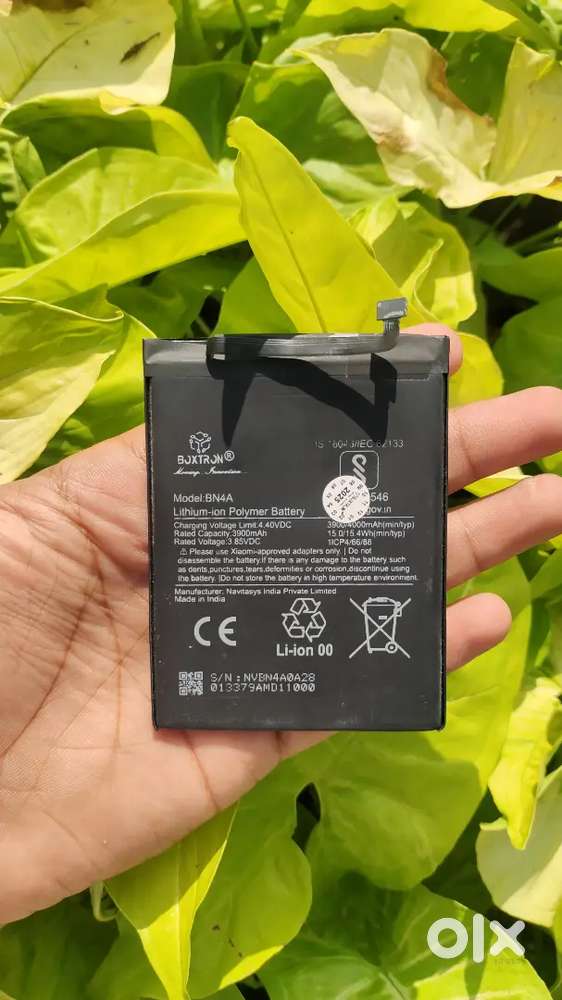 BOXTRON®
Model:BN4A
Lithium-ion Polymer Battery
546
gov.in
2025
Charging Voltage Limit:4.40VDC
3900/4000mAh(min/typ)
Rated Capacity:3900mAh
15.0/15.4Wh(min/typ)
Rated Voltage:3.85VDC
1ICP4/66/88
Please use Xiaomi-approved adapters only. | Do not
disassemble the battery. | If there is any to the battery such
as dents,punctures,tears,deformities or corrosion,discontinue using
the battery. |Do not store the battery in high temperature environment.
Manufacturer: Navitasys India Private Limited
Made in India
CE
Li-ion 00
S/N:NVBN4A0A28
013379AMD11000
olx